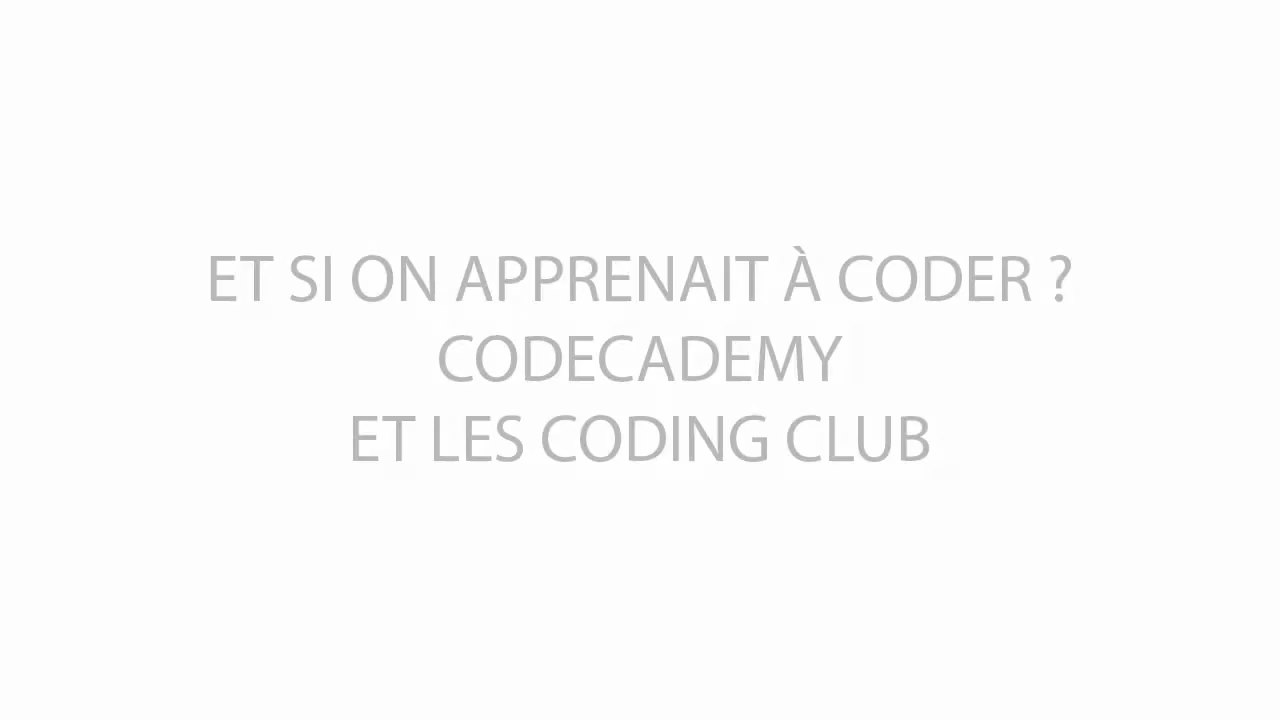 ET SI ON APPRENAIT À CODER ?
CODECADEMY
ET LES CODING CLUB